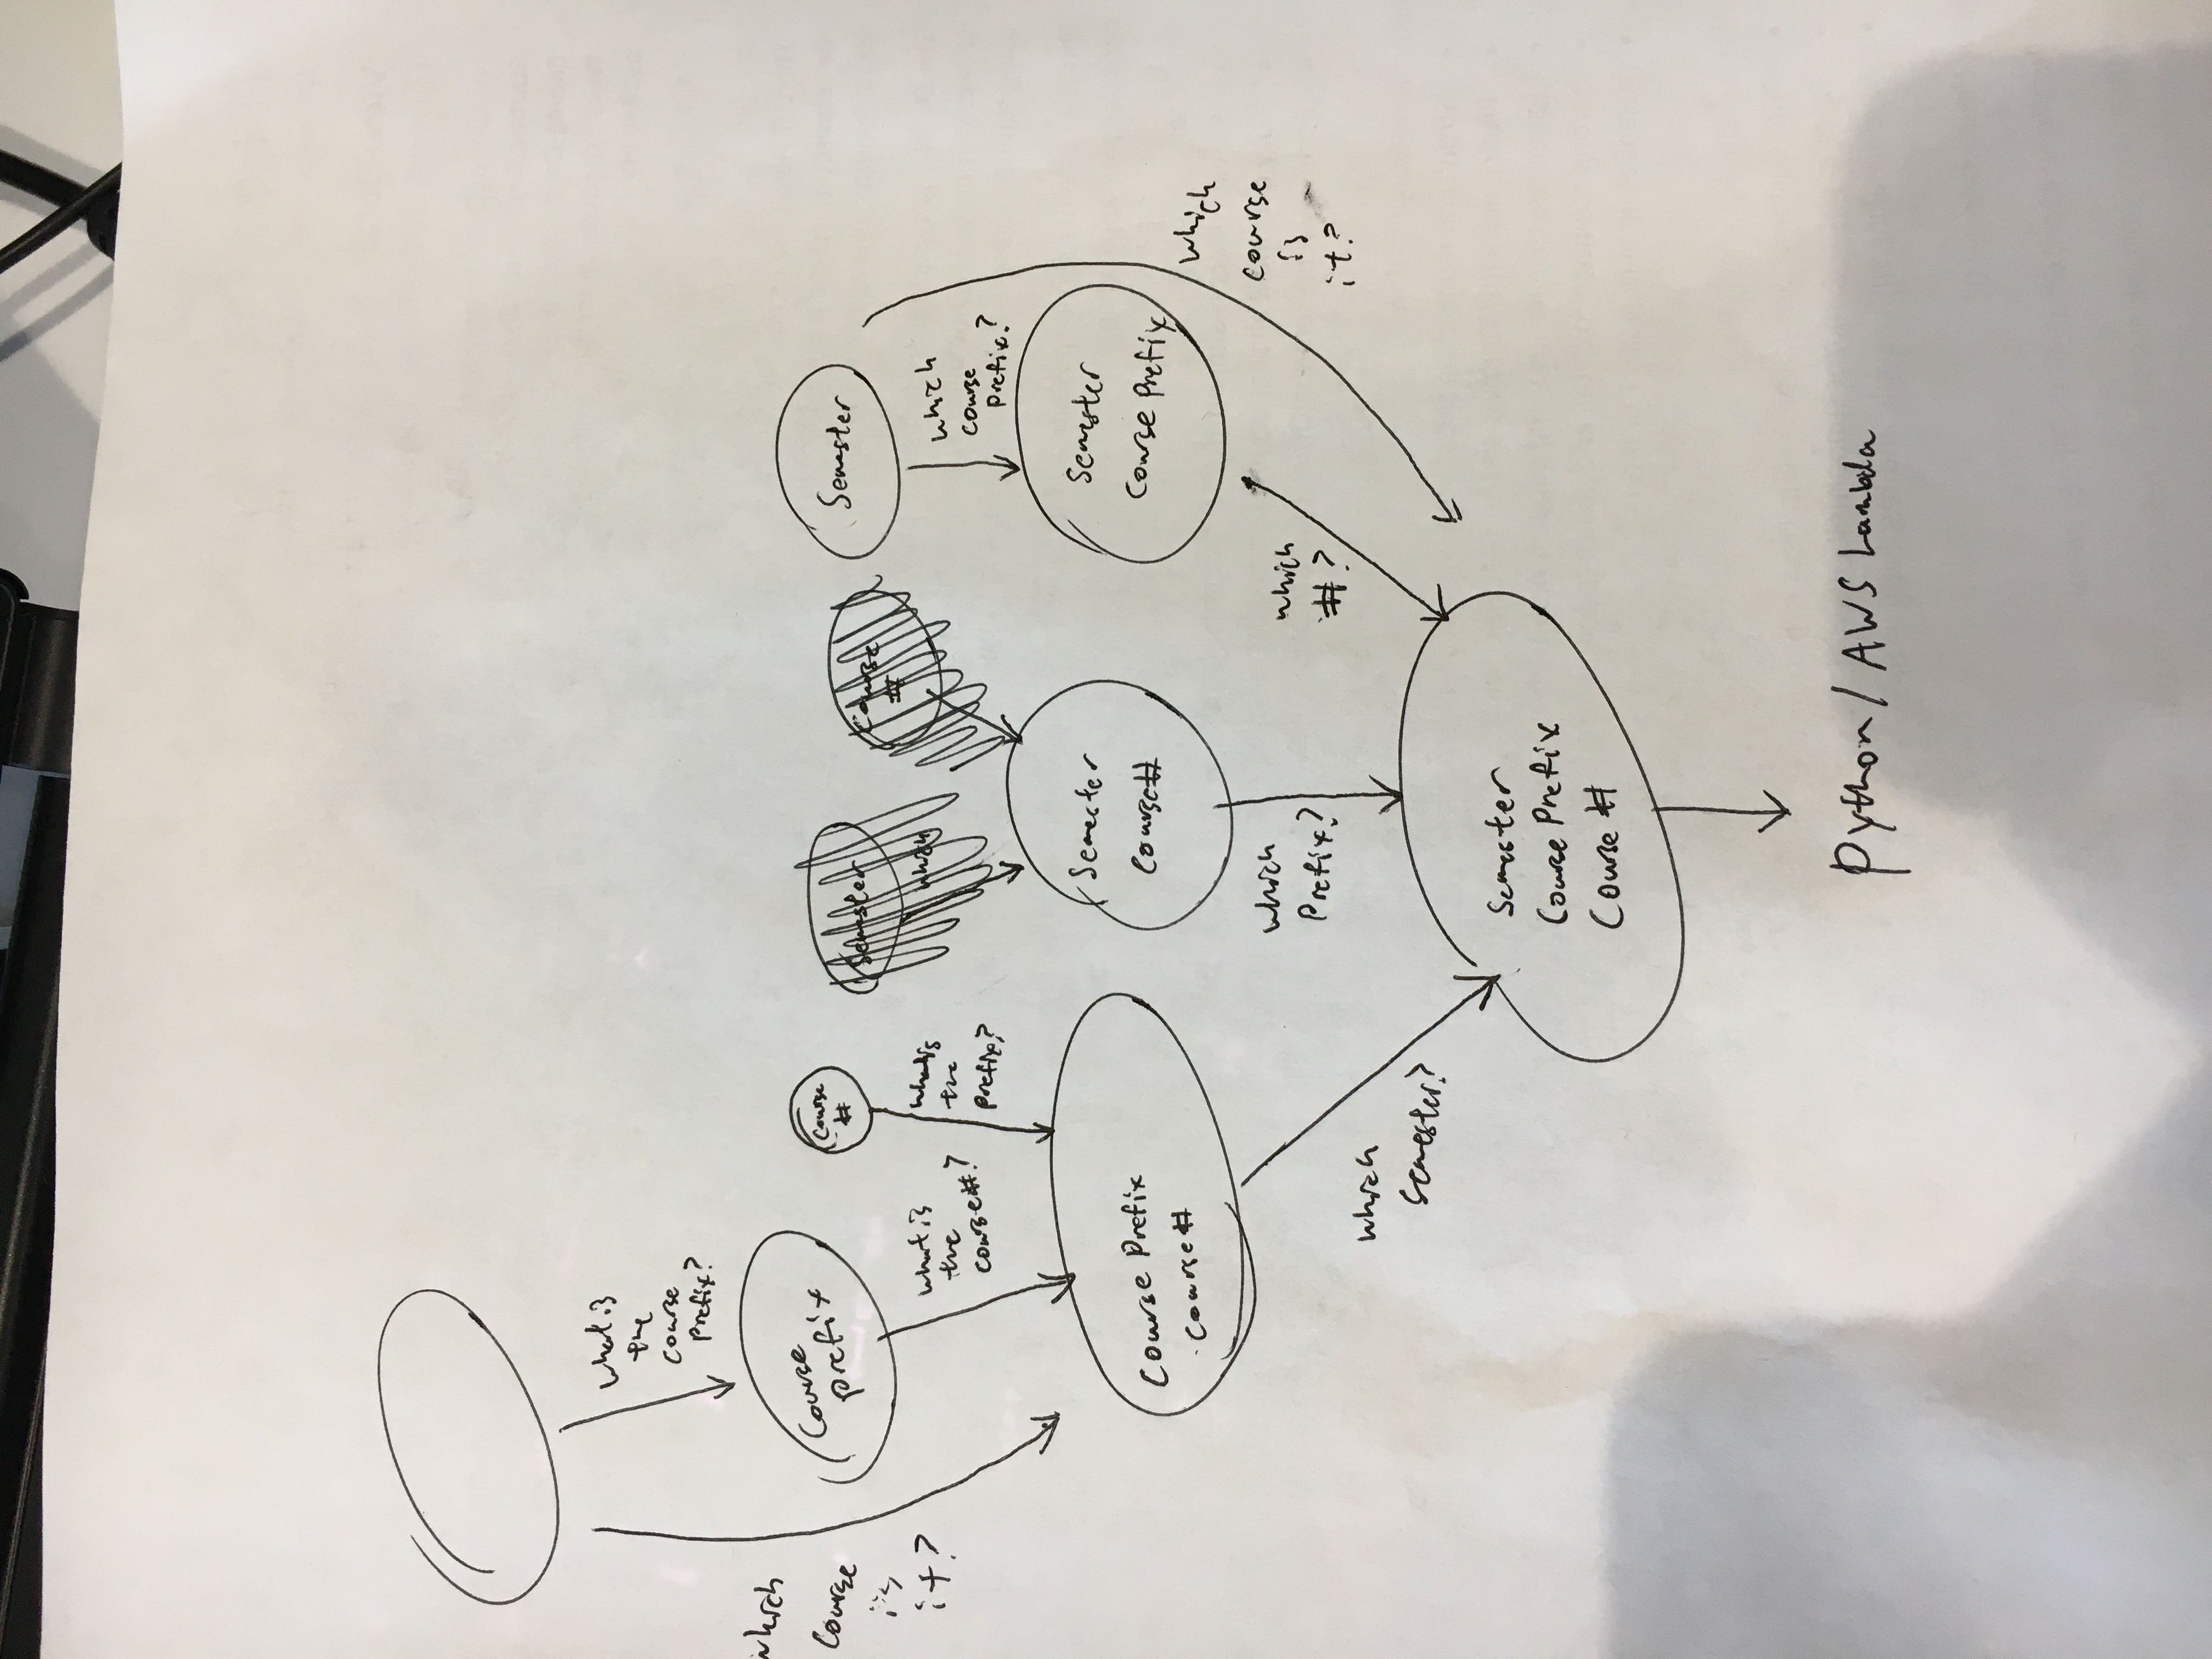 what is
the
course
prefix?
which
course
is
it?
Course
prefix
Course
#
Semester
which
Course
#
Semester
what is
the
course#?
what is
the
prefix?
which
course
prefix?
Course Prefix
course#
Semester
course#
Semester
Course Prefix
which
semester?
which
Prefix?
which
#?
which
course
is
it?
Semester
Course Prefix
Course #
Python / AWS Lambda